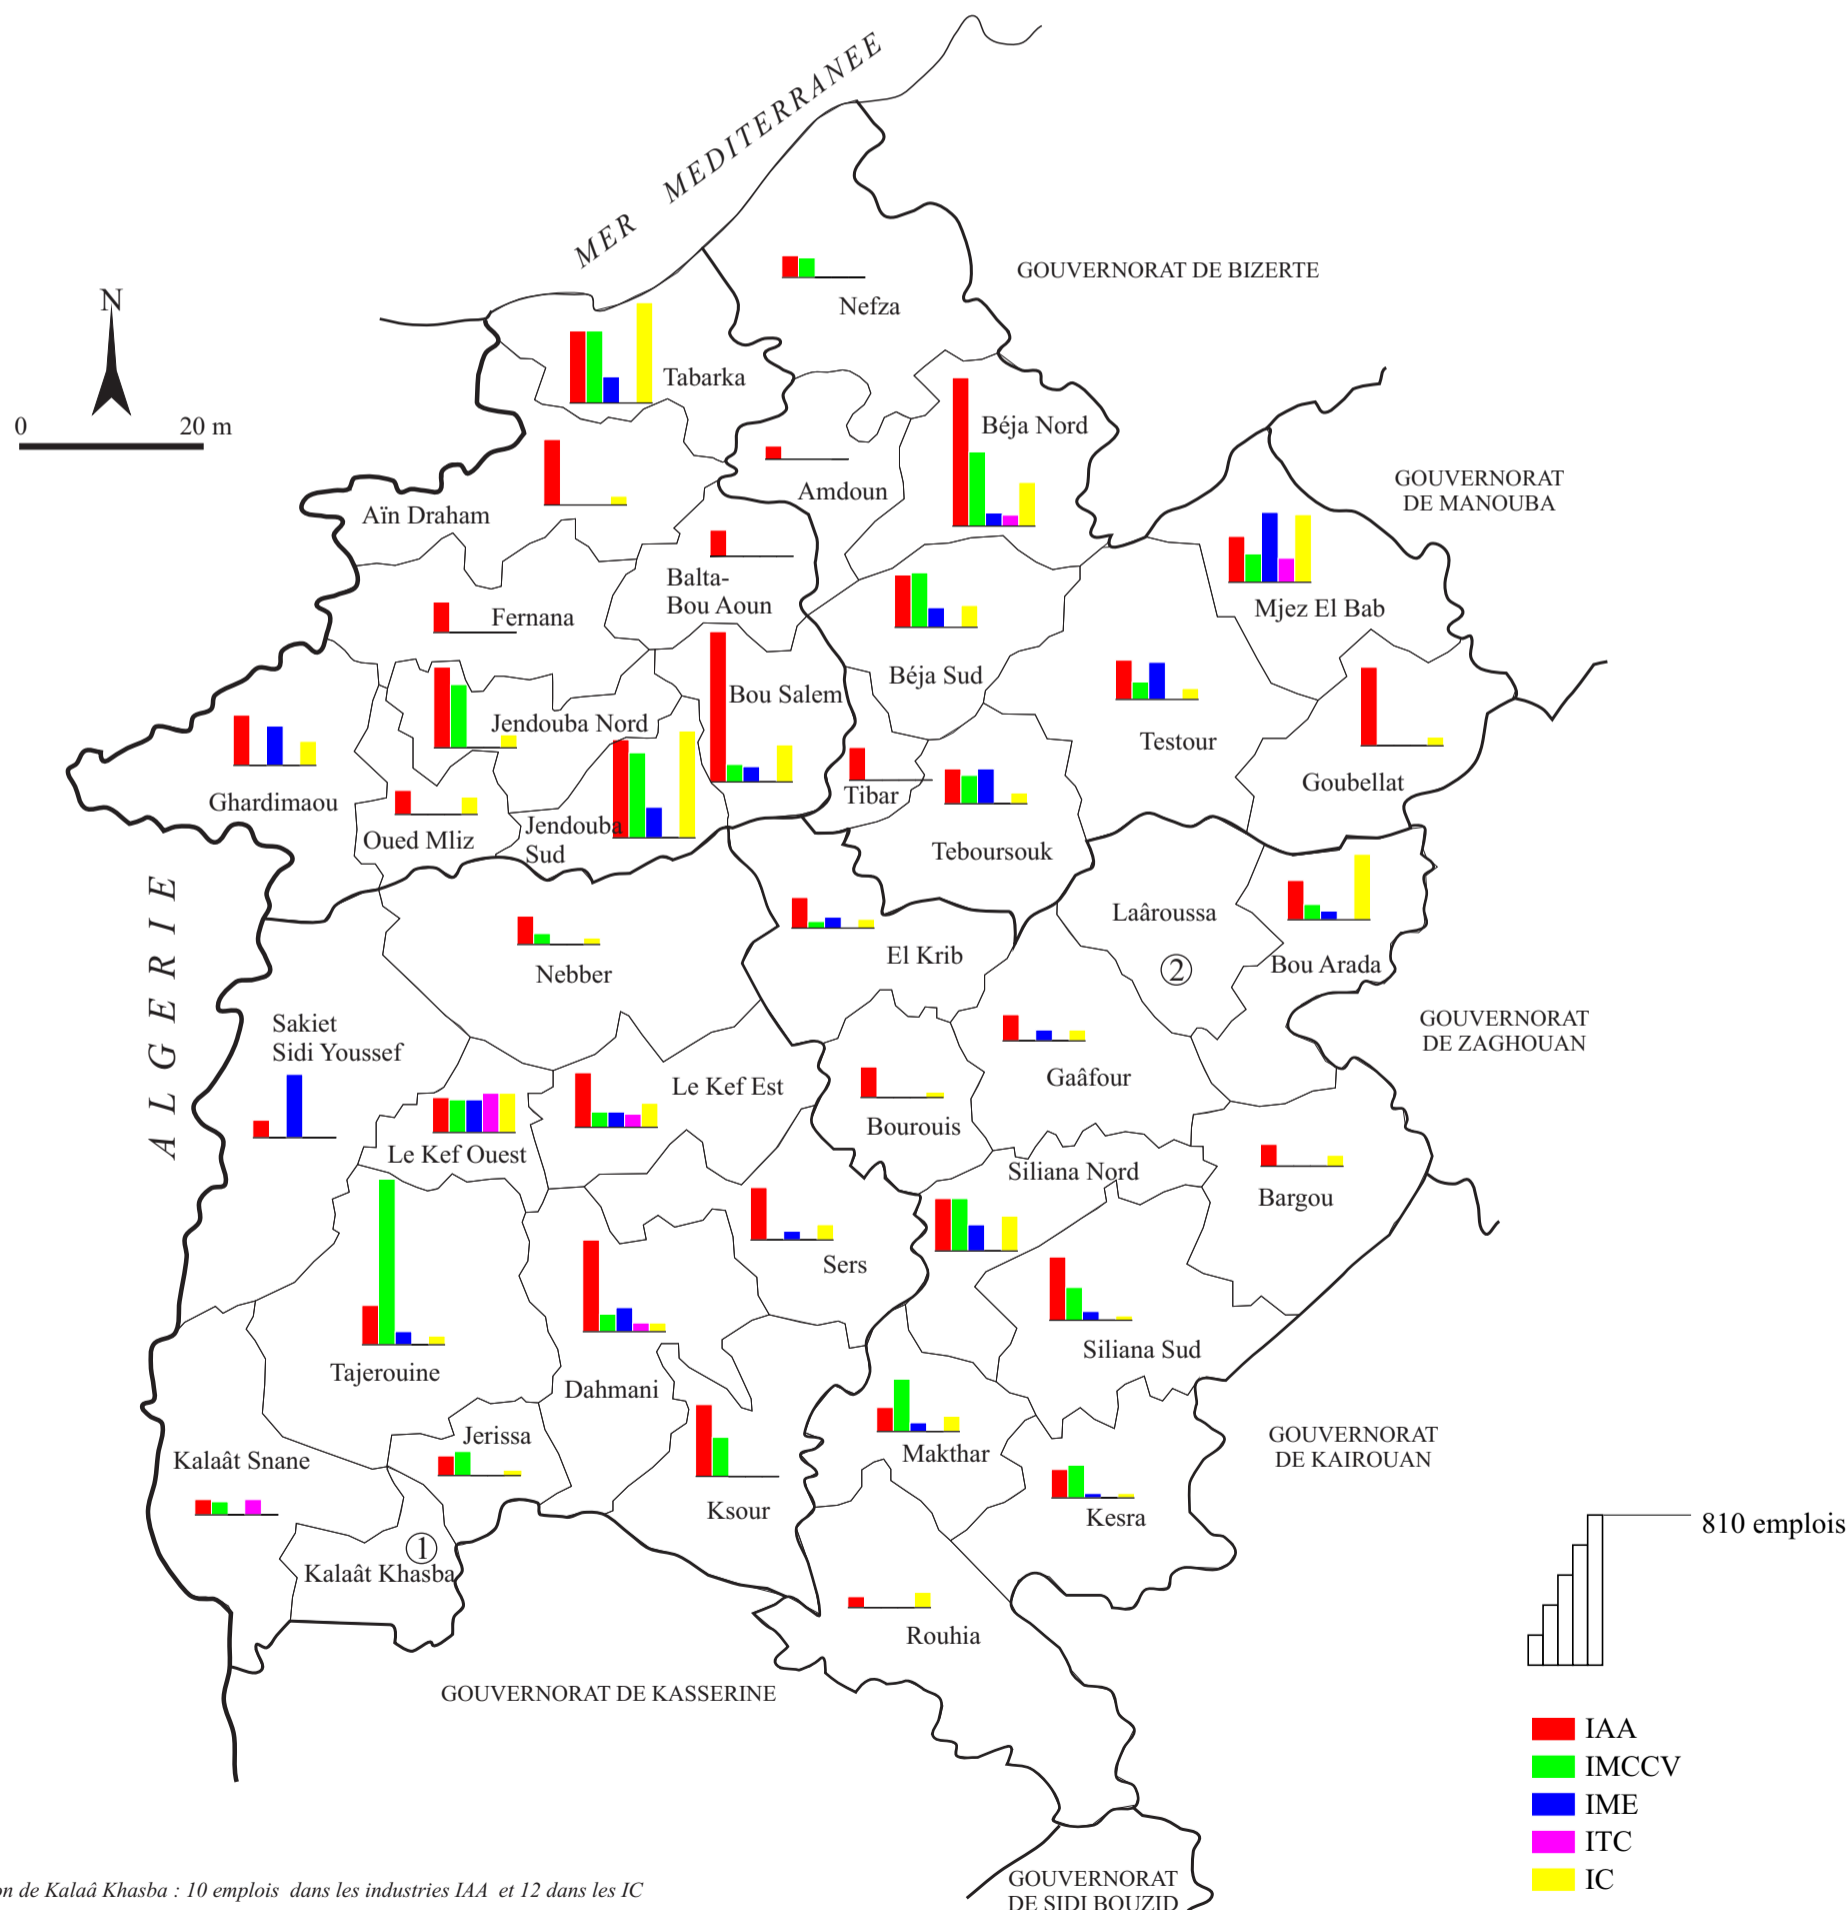 MER MEDITERRANEE
GOUVERNORAT DE BIZERTE
Nefza
N
Tabarka
0 20 m
Béja Nord
GOUVERNORAT
DE MANOUBA
Amdoun
Aïn Draham
Balta-
Bou Aoun
Mjez El Bab
Fernana
Béja Sud
Bou Salem
Jendouba Nord
Testour
Goubellat
Ghardimaou
Tibar
Oued Mliz
Jendouba
Sud
Teboursouk
ALGERIE
Laâroussa
2
Bou Arada
El Krib
Nebber
Sakiet
Sidi Youssef
GOUVERNORAT
DE ZAGHOUAN
Gaâfour
Le Kef Est
Bourouis
Le Kef Ouest
Siliana Nord
Bargou
Sers
Siliana Sud
Tajerouine
Dahmani
Jerissa
Kalaât Snane
Makthar
GOUVERNORAT
DE KAIROUAN
Ksour
Kesra
1
Kalaât Khasba
810 emplois
Rouhia
GOUVERNORAT DE KASSERINE
IAA
IMCCV
IME
ITC
IC
GOUVERNORAT
DE SIDI BOUZID
on de Kalaâ Khasba : 10 emplois dans les industries IAA et 12 dans les IC